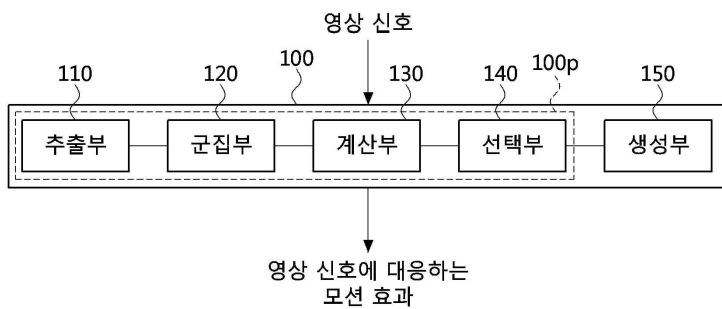 영상 신호
110 120 100 130 140 100p 150
추출부 군집부 계산부 선택부 생성부
영상 신호에 대응하는
모션 효과